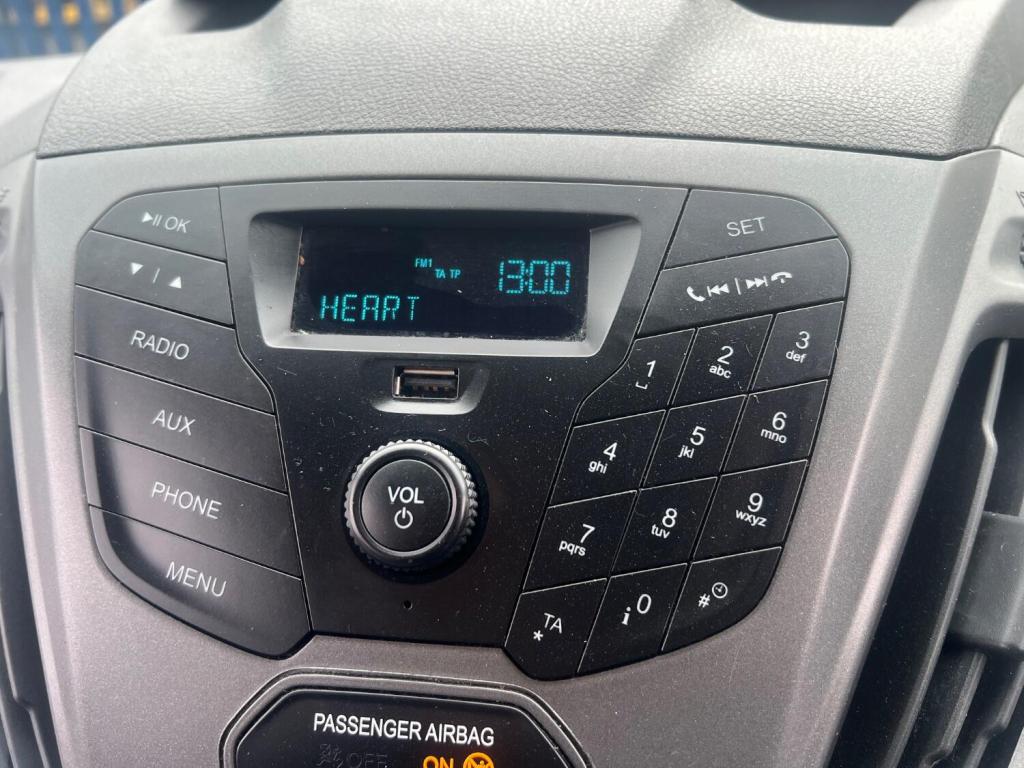 OK
SET
FM1
TA TP
13:00
HEART
RADIO
AUX
PHONE
MENU
VOL
1
2
abc
3
def
4
ghi
5
jkl
6
mno
7
pqrs
8
tuv
9
wxyz
TA
*
i 0
#
PASSENGER AIRBAG
OFF
ON